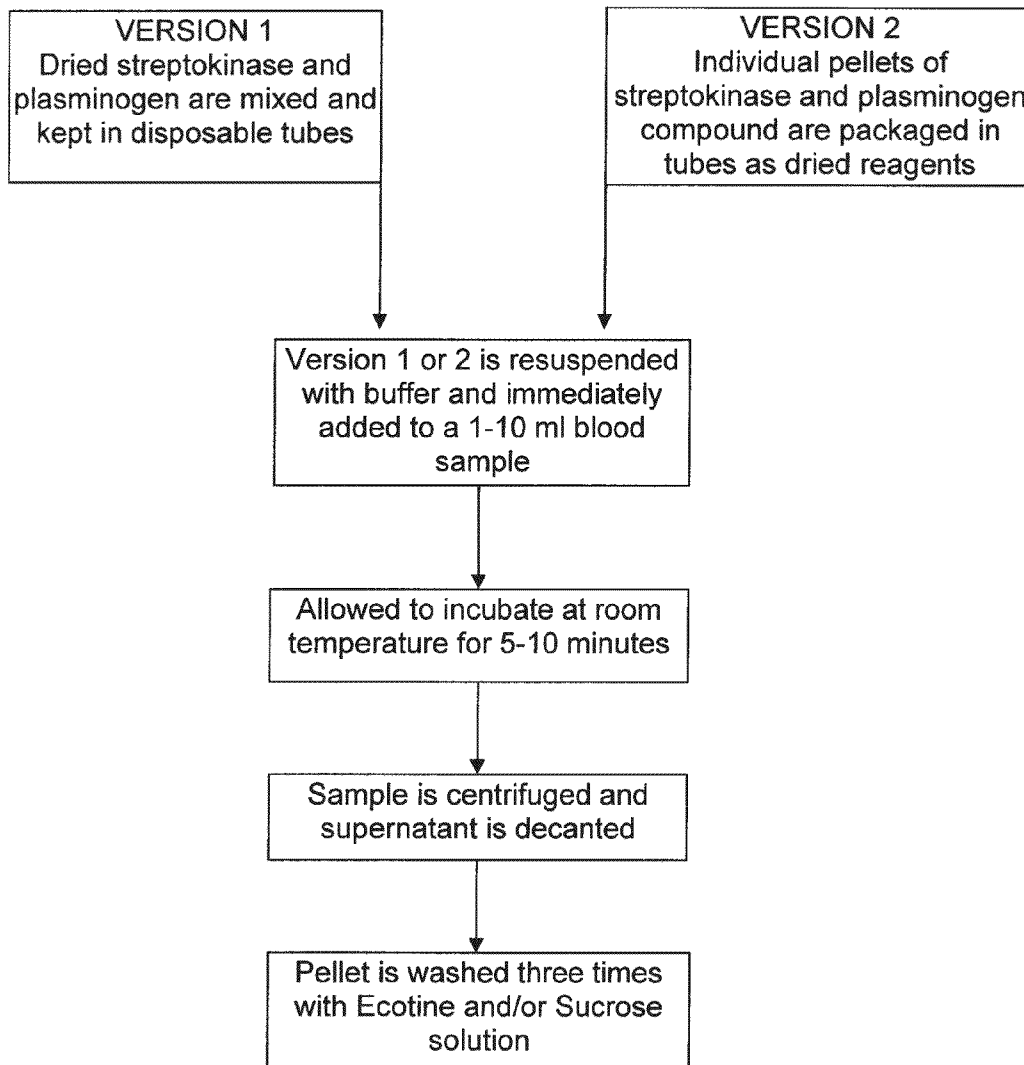 VERSION 1
Dried streptokinase and
plasminogen are mixed and
kept in disposable tubes
VERSION 2
Individual pellets of
streptokinase and plasminogen
compound are packaged in
tubes as dried reagents
Version 1 or 2 is resuspended
with buffer and immediately
added to a 1-10 ml blood
sample
Allowed to incubate at room
temperature for 5-10 minutes
Sample is centrifuged and
supernatant is decanted
Pellet is washed three times
with Ecotine and/or Sucrose
solution